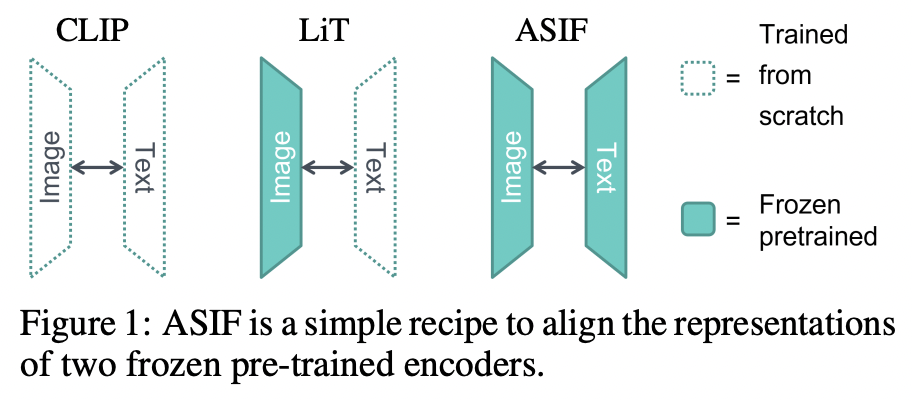 CLIP
LiT
ASIF
Image
Text
Image
Text
Image
Text
= Trained
from
scratch
= Frozen
pretrained
Figure 1: ASIF is a simple recipe to align the representations
of two frozen pre-trained encoders.